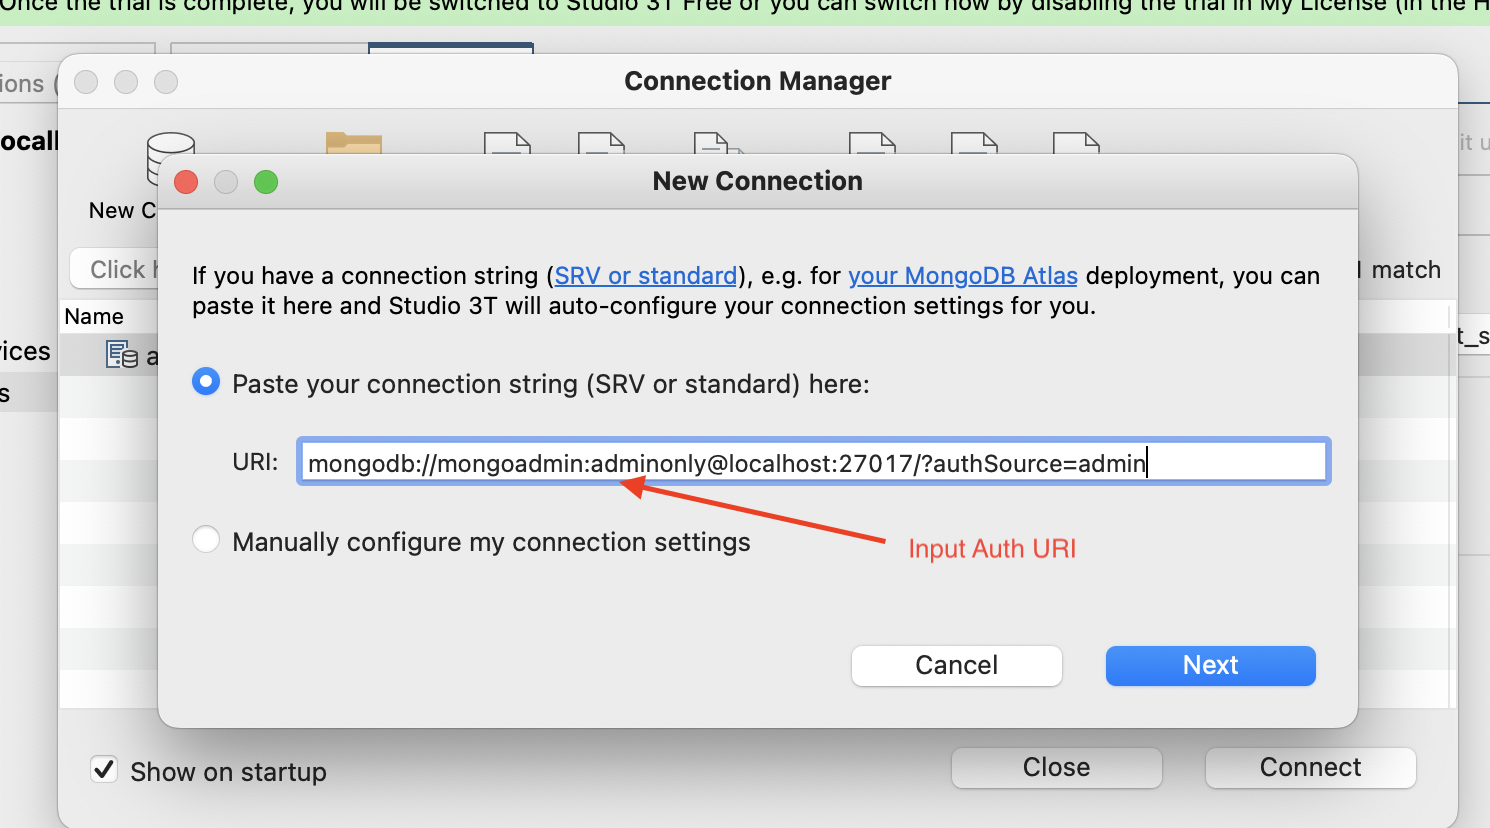 Once the trial is complete, you will be switched to Studio 3T Free or you can switch now by disabling the trial in My License (in the H
ions (
Connection Manager
ocall
it u
New Connection
New C
Click h
match
If you have a connection string (SRV or standard), e.g. for your MongoDB Atlas deployment, you can
paste it here and Studio 3T will auto-configure your connection settings for you.
Name
t_s
vices
a
Paste your connection string (SRV or standard) here:
s
URI: mongodb://mongoadmin:adminonly@localhost:27017/?authSource=admin
Manually configure my connection settings
Input Auth URI
Cancel
Next
Show on startup
Close
Connect